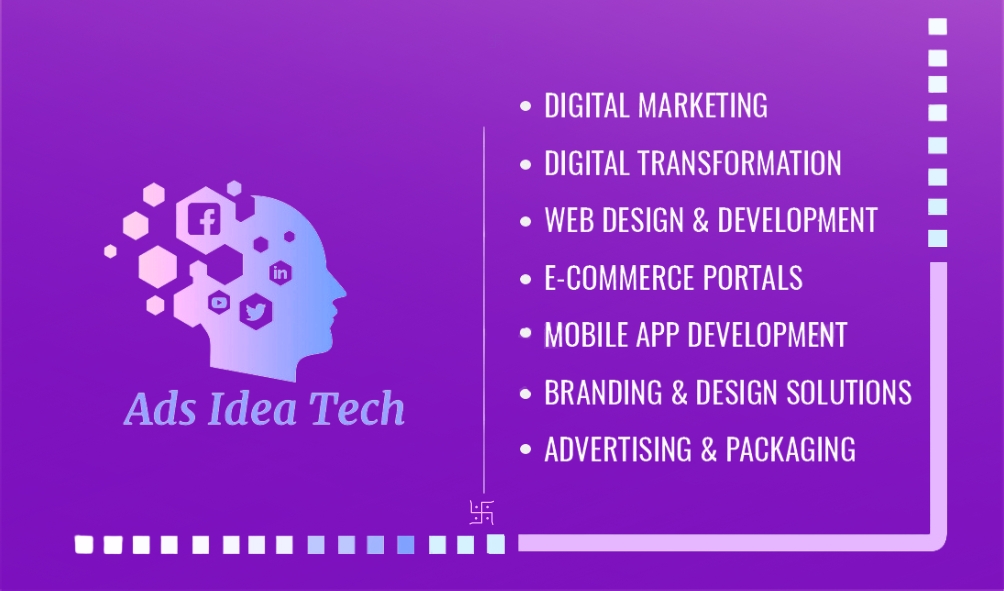 DIGITAL MARKETING
DIGITAL TRANSFORMATION
WEB DESIGN & DEVELOPMENT
E-COMMERCE PORTALS
MOBILE APP DEVELOPMENT
BRANDING & DESIGN SOLUTIONS
ADVERTISING & PACKAGING
in
Ads Idea Tech